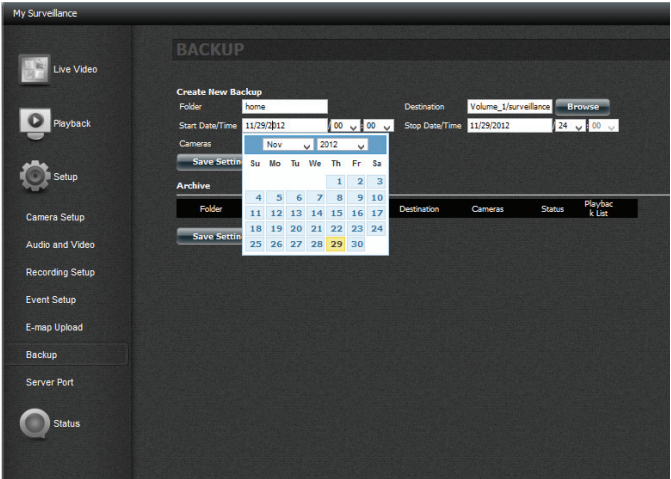 My Surveillance
Live Video
Playback
Setup
Camera Setup
Audio and Video
Recording Setup
Event Setup
E-map Upload
Backup
Server Port
Status
BACKUP
Create New Backup
Folder home Destination Volume_1/surveillance Browse
Start Date/Time 11/29/2012 / 00 : 00 Stop Date/Time 11/29/2012 / 24 : 00
Cameras
Nov 2012
Su Mo Tu We Th Fr Sa
1 2 3
4 5 6 7 8 9 10
11 12 13 14 15 16 17
18 19 20 21 22 23 24
25 26 27 28 29 30
Save Settin
Archive
Folder Destination Cameras Status Playbac
k List
Save Settin